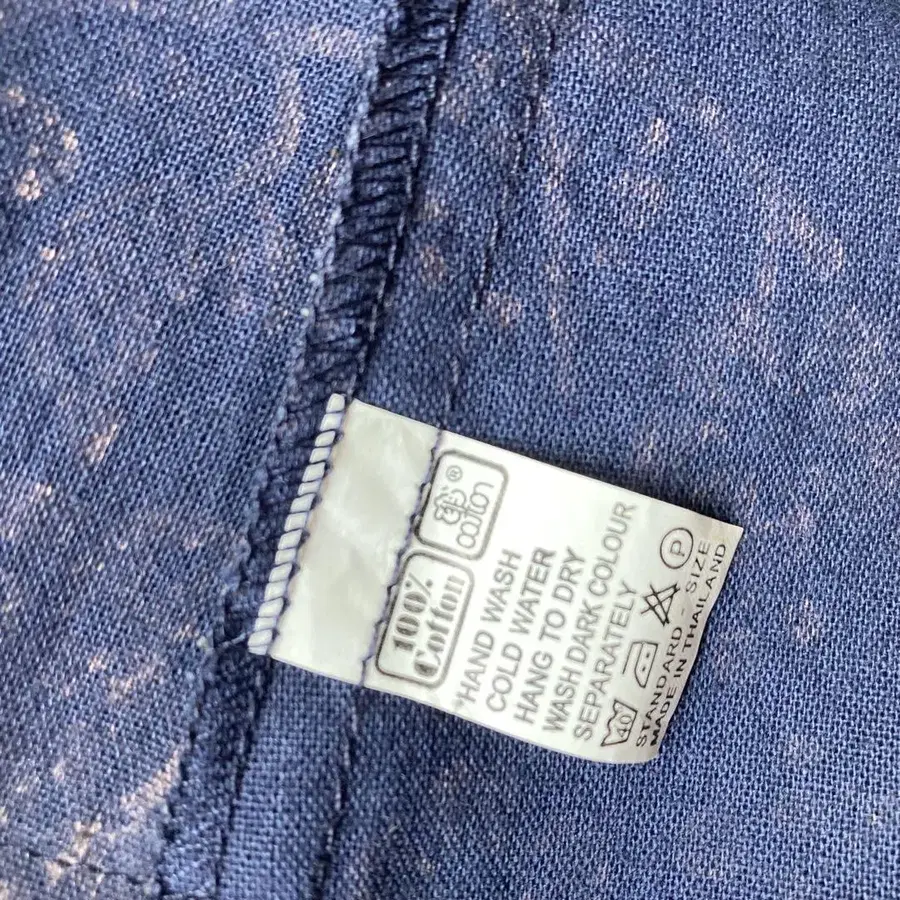 ®
cotton
100%
Cotton
*HAND WASH
COLD WATER
HANG TO DRY
WASH DARK COLOUR
SEPARATELY
40 P
STANDARD - SIZE
MADE IN THAILAND